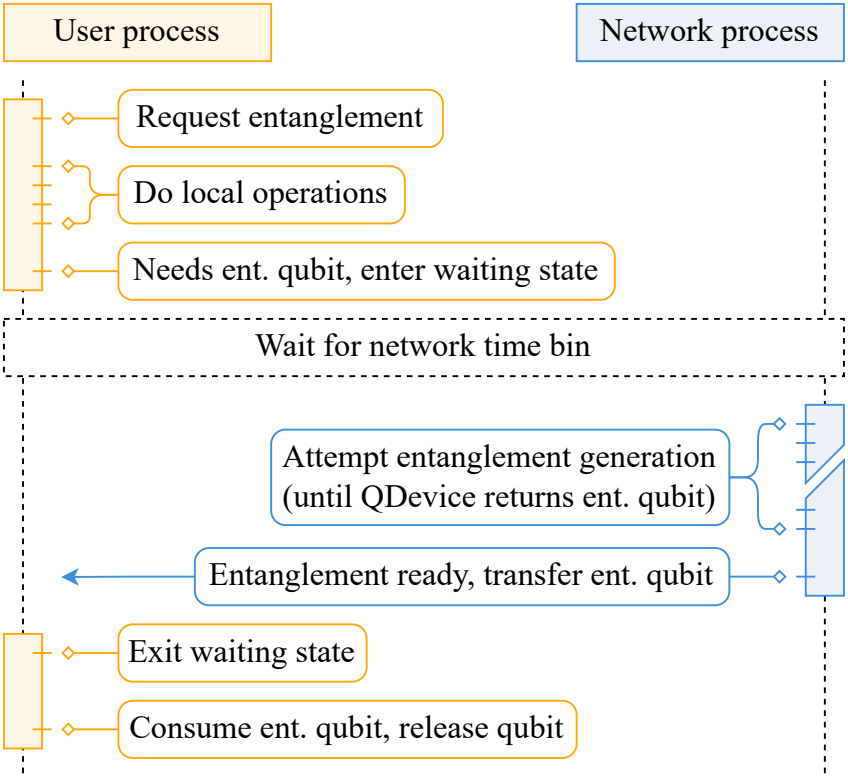 User process
Network process
Request entanglement
Do local operations
Needs ent. qubit, enter waiting state
Wait for network time bin
Attempt entanglement generation
(until QDevice returns ent. qubit)
Entanglement ready, transfer ent. qubit
Exit waiting state
Consume ent. qubit, release qubit